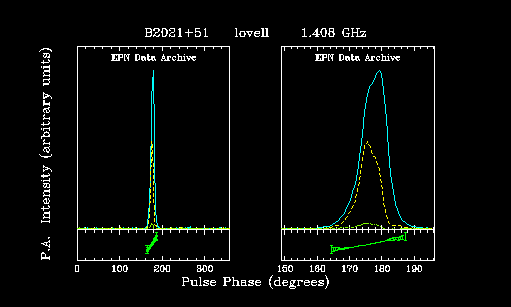 B2021+51 lovell 1.408 GHz
EPN Data Archive EPN Data Archive
P.A. Intensity (arbitrary units)
0 100 200 300 150 160 170 180 190
Pulse Phase (degrees)